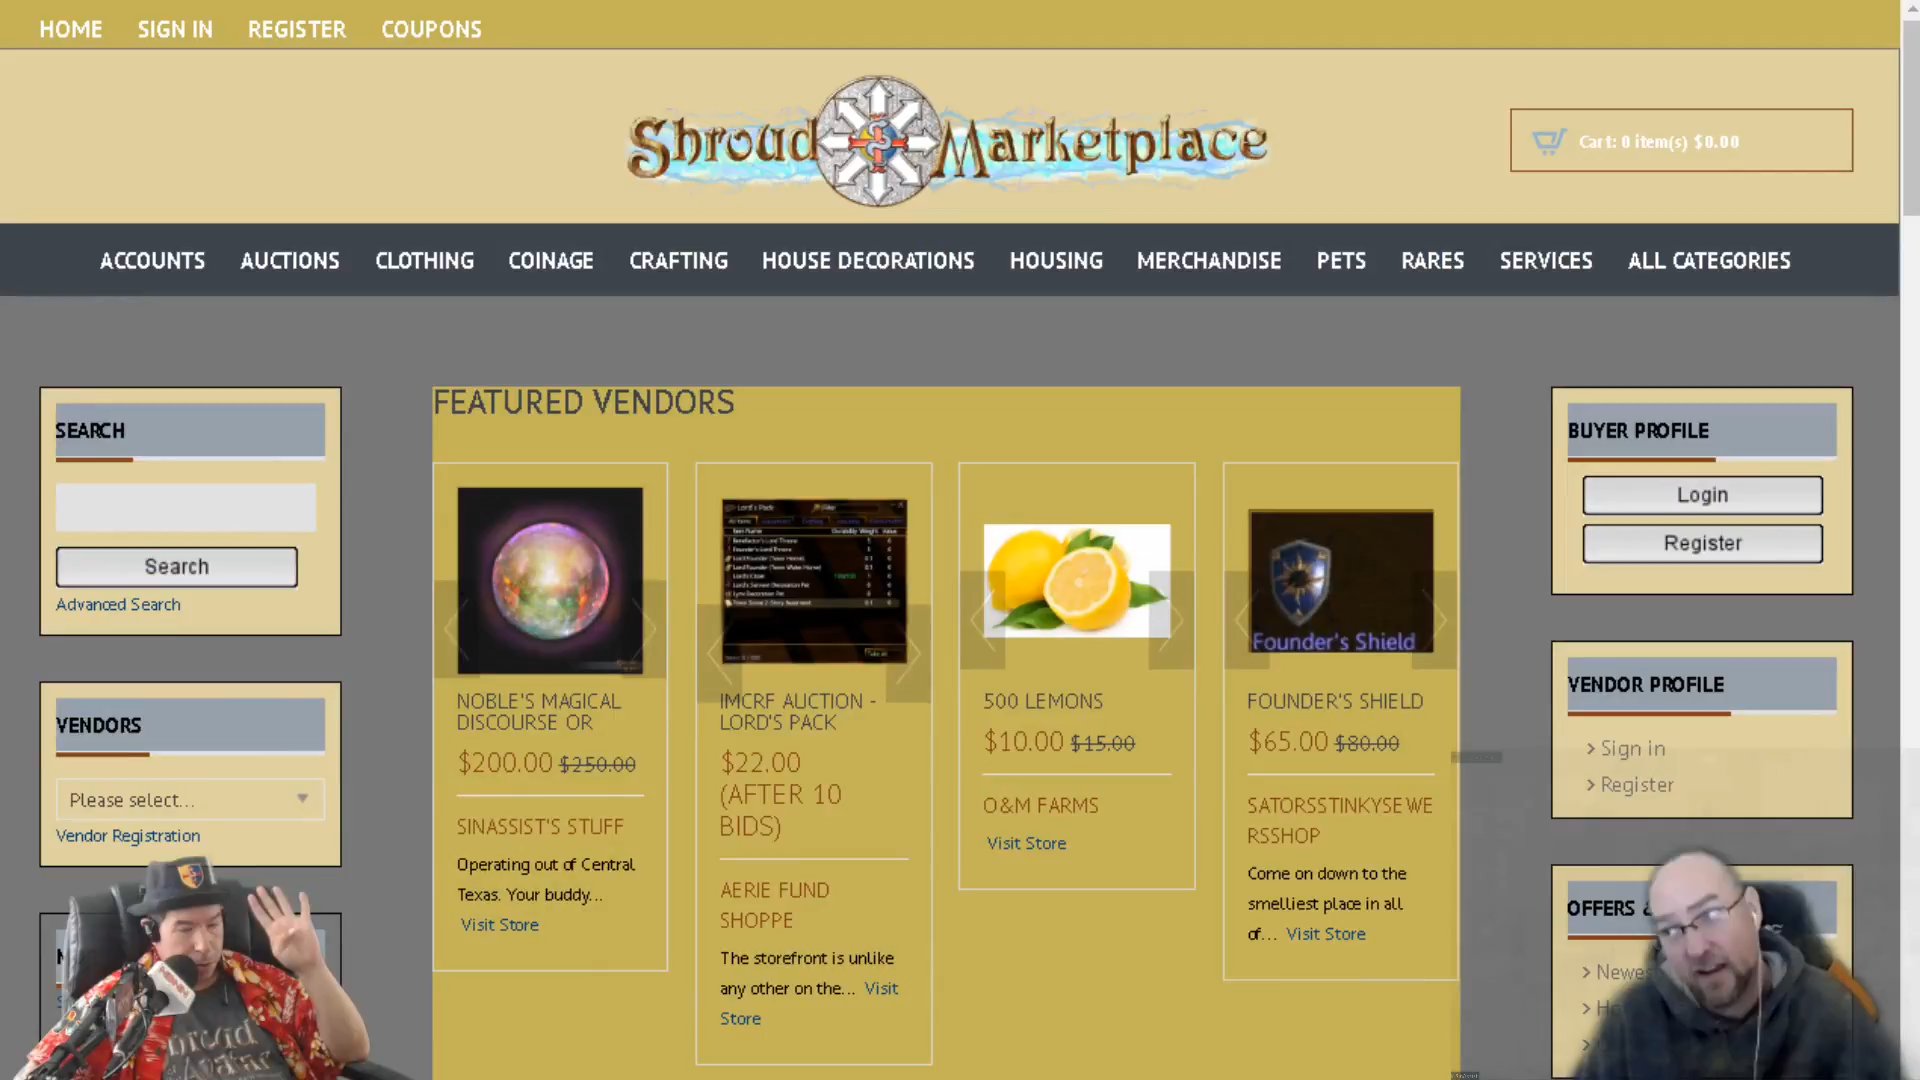 HOME SIGN IN REGISTER COUPONS
Shroud Marketplace
Cart: 0 item(s) $0.00
ACCOUNTS AUCTIONS CLOTHING COINAGE CRAFTING HOUSE DECORATIONS HOUSING MERCHANDISE PETS RARES SERVICES ALL CATEGORIES
SEARCH
Search
Advanced Search
VENDORS
Please select...
Vendor Registration
FEATURED VENDORS
NOBLE'S MAGICAL
DISCOURSE OR
$200.00 $250.00
SINASSIST'S STUFF
Operating out of Central
Texas. Your buddy...
Visit Store
Lord's Pack
IMCRF AUCTION -
LORD'S PACK
$22.00
(AFTER 10
BIDS)
AERIE FUND
SHOPPE
The storefront is unlike
any other on the... Visit
Store
500 LEMONS
$10.00 $15.00
O&M FARMS
Visit Store
Founder's Shield
FOUNDER'S SHIELD
$65.00 $80.00
SATORSSTINKYSEWE
RSSHOP
Come on down to the
smelliest place in all
of... Visit Store
BUYER PROFILE
Login
Register
VENDOR PROFILE
> Sign in
> Register
OFFERS
Shroud